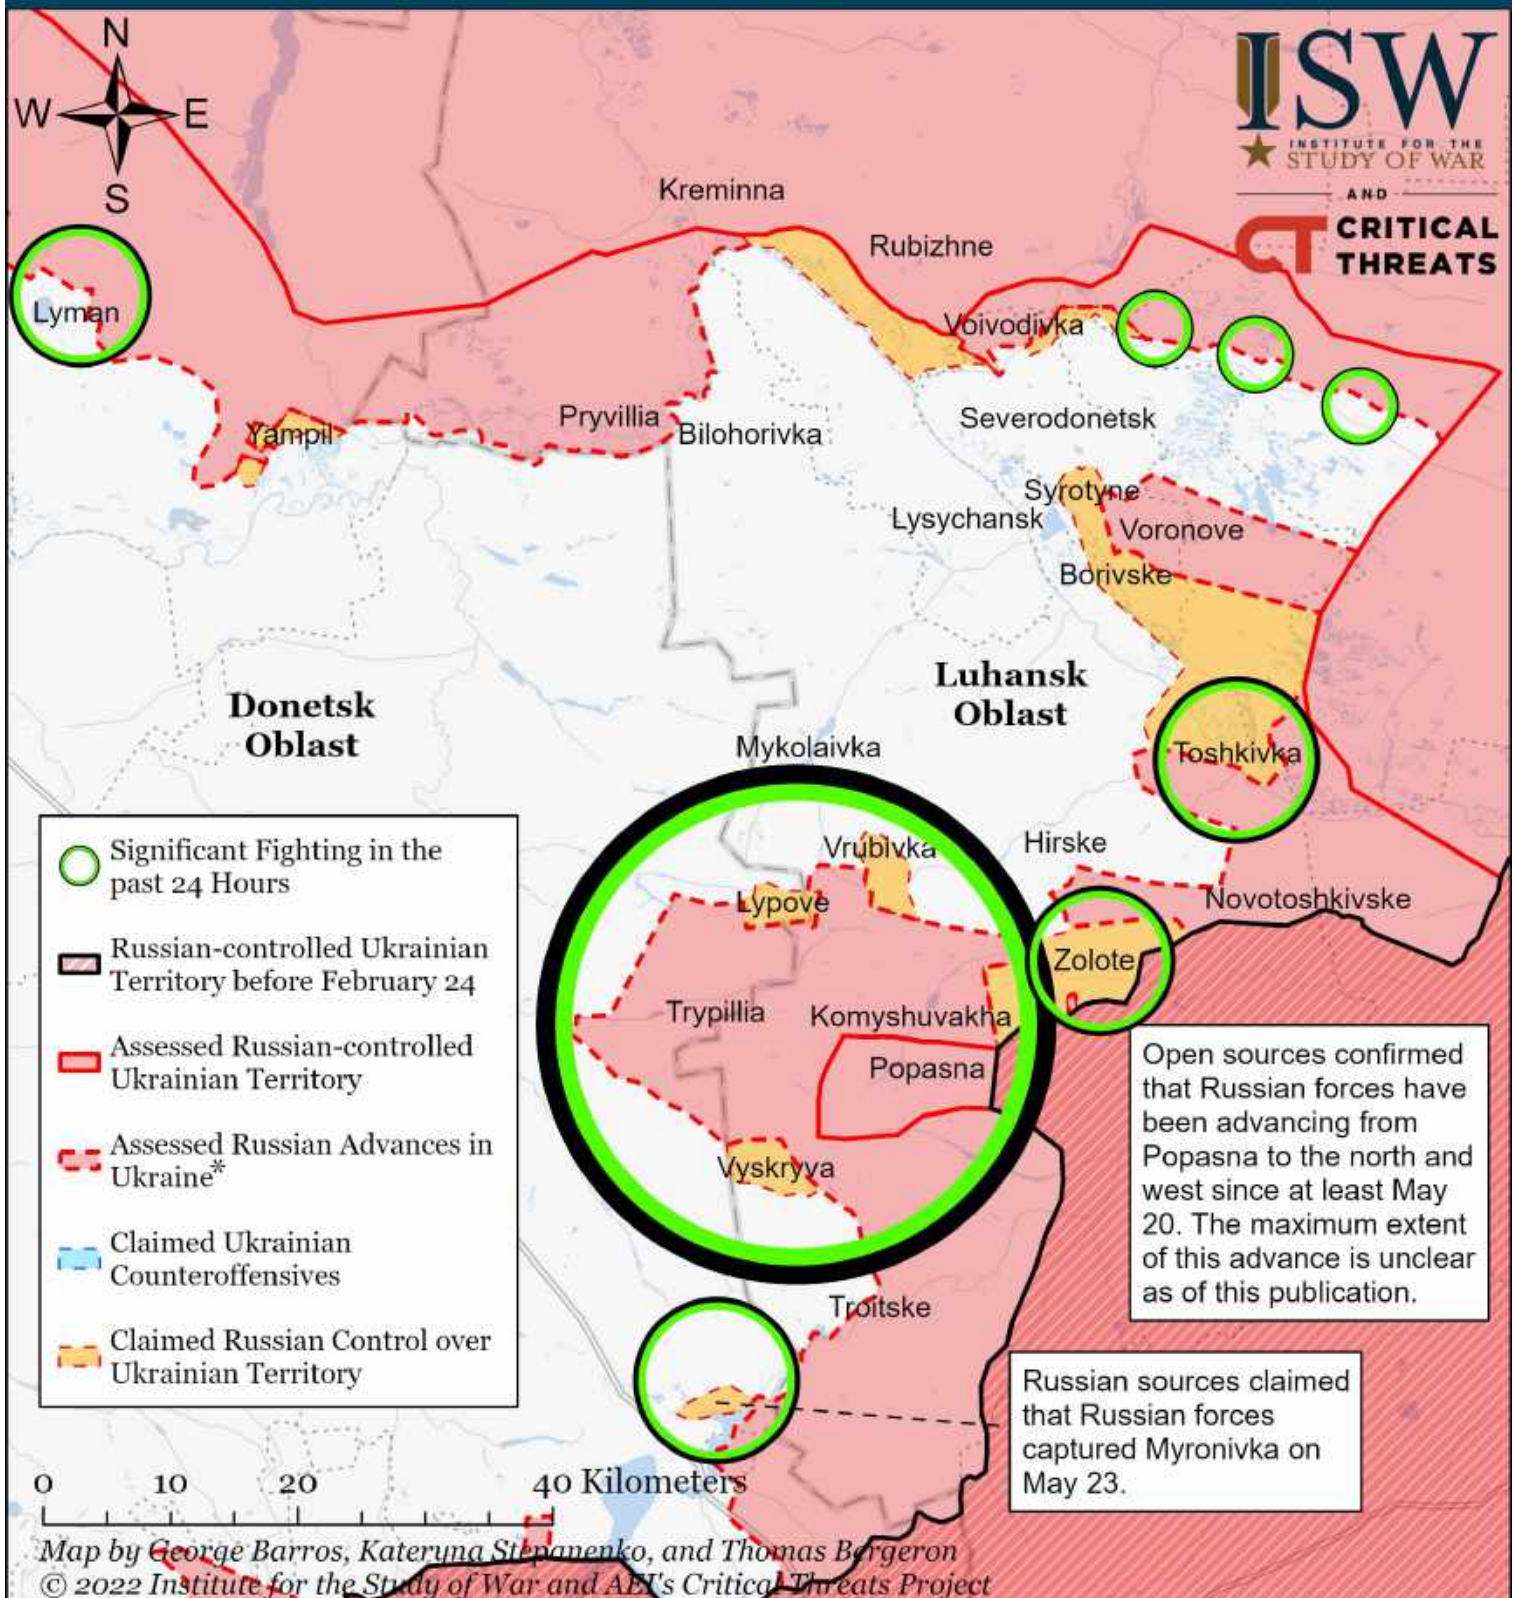 N
W
E
S
ISW
INSTITUTE FOR THE
STUDY OF WAR
AND
CT CRITICAL
THREATS
Kreminna
Rubizhne
Lyman
Voivodivka
Pryvillia
Severodonetsk
Yampil
Bilohorivka
Syrotyne
Lysychansk
Voronove
Borivske
Luhansk
Oblast
Donetsk
Oblast
Mykolaivka
Toshkivka
Vrubivka
Hirske
Lypove
Novotoshkivske
Zolote
Trypillia
Komyshuvakha
Popasna
Vyskryva
Troitske
Significant Fighting in the
past 24 Hours
Russian-controlled Ukrainian
Territory before February 24
Assessed Russian-controlled
Ukrainian Territory
Assessed Russian Advances in
Ukraine*
Claimed Ukrainian
Counteroffensives
Claimed Russian Control over
Ukrainian Territory
Open sources confirmed
that Russian forces have
been advancing from
Popasna to the north and
west since at least May
20. The maximum extent
of this advance is unclear
as of this publication.
Russian sources claimed
that Russian forces
captured Myronivka on
May 23.
0 10 20 40 Kilometers
Map by George Barros, Kateryna Stepanenko, and Thomas Bergeron
© 2022 Institute for the Study of War and AEI's Critical Threats Project